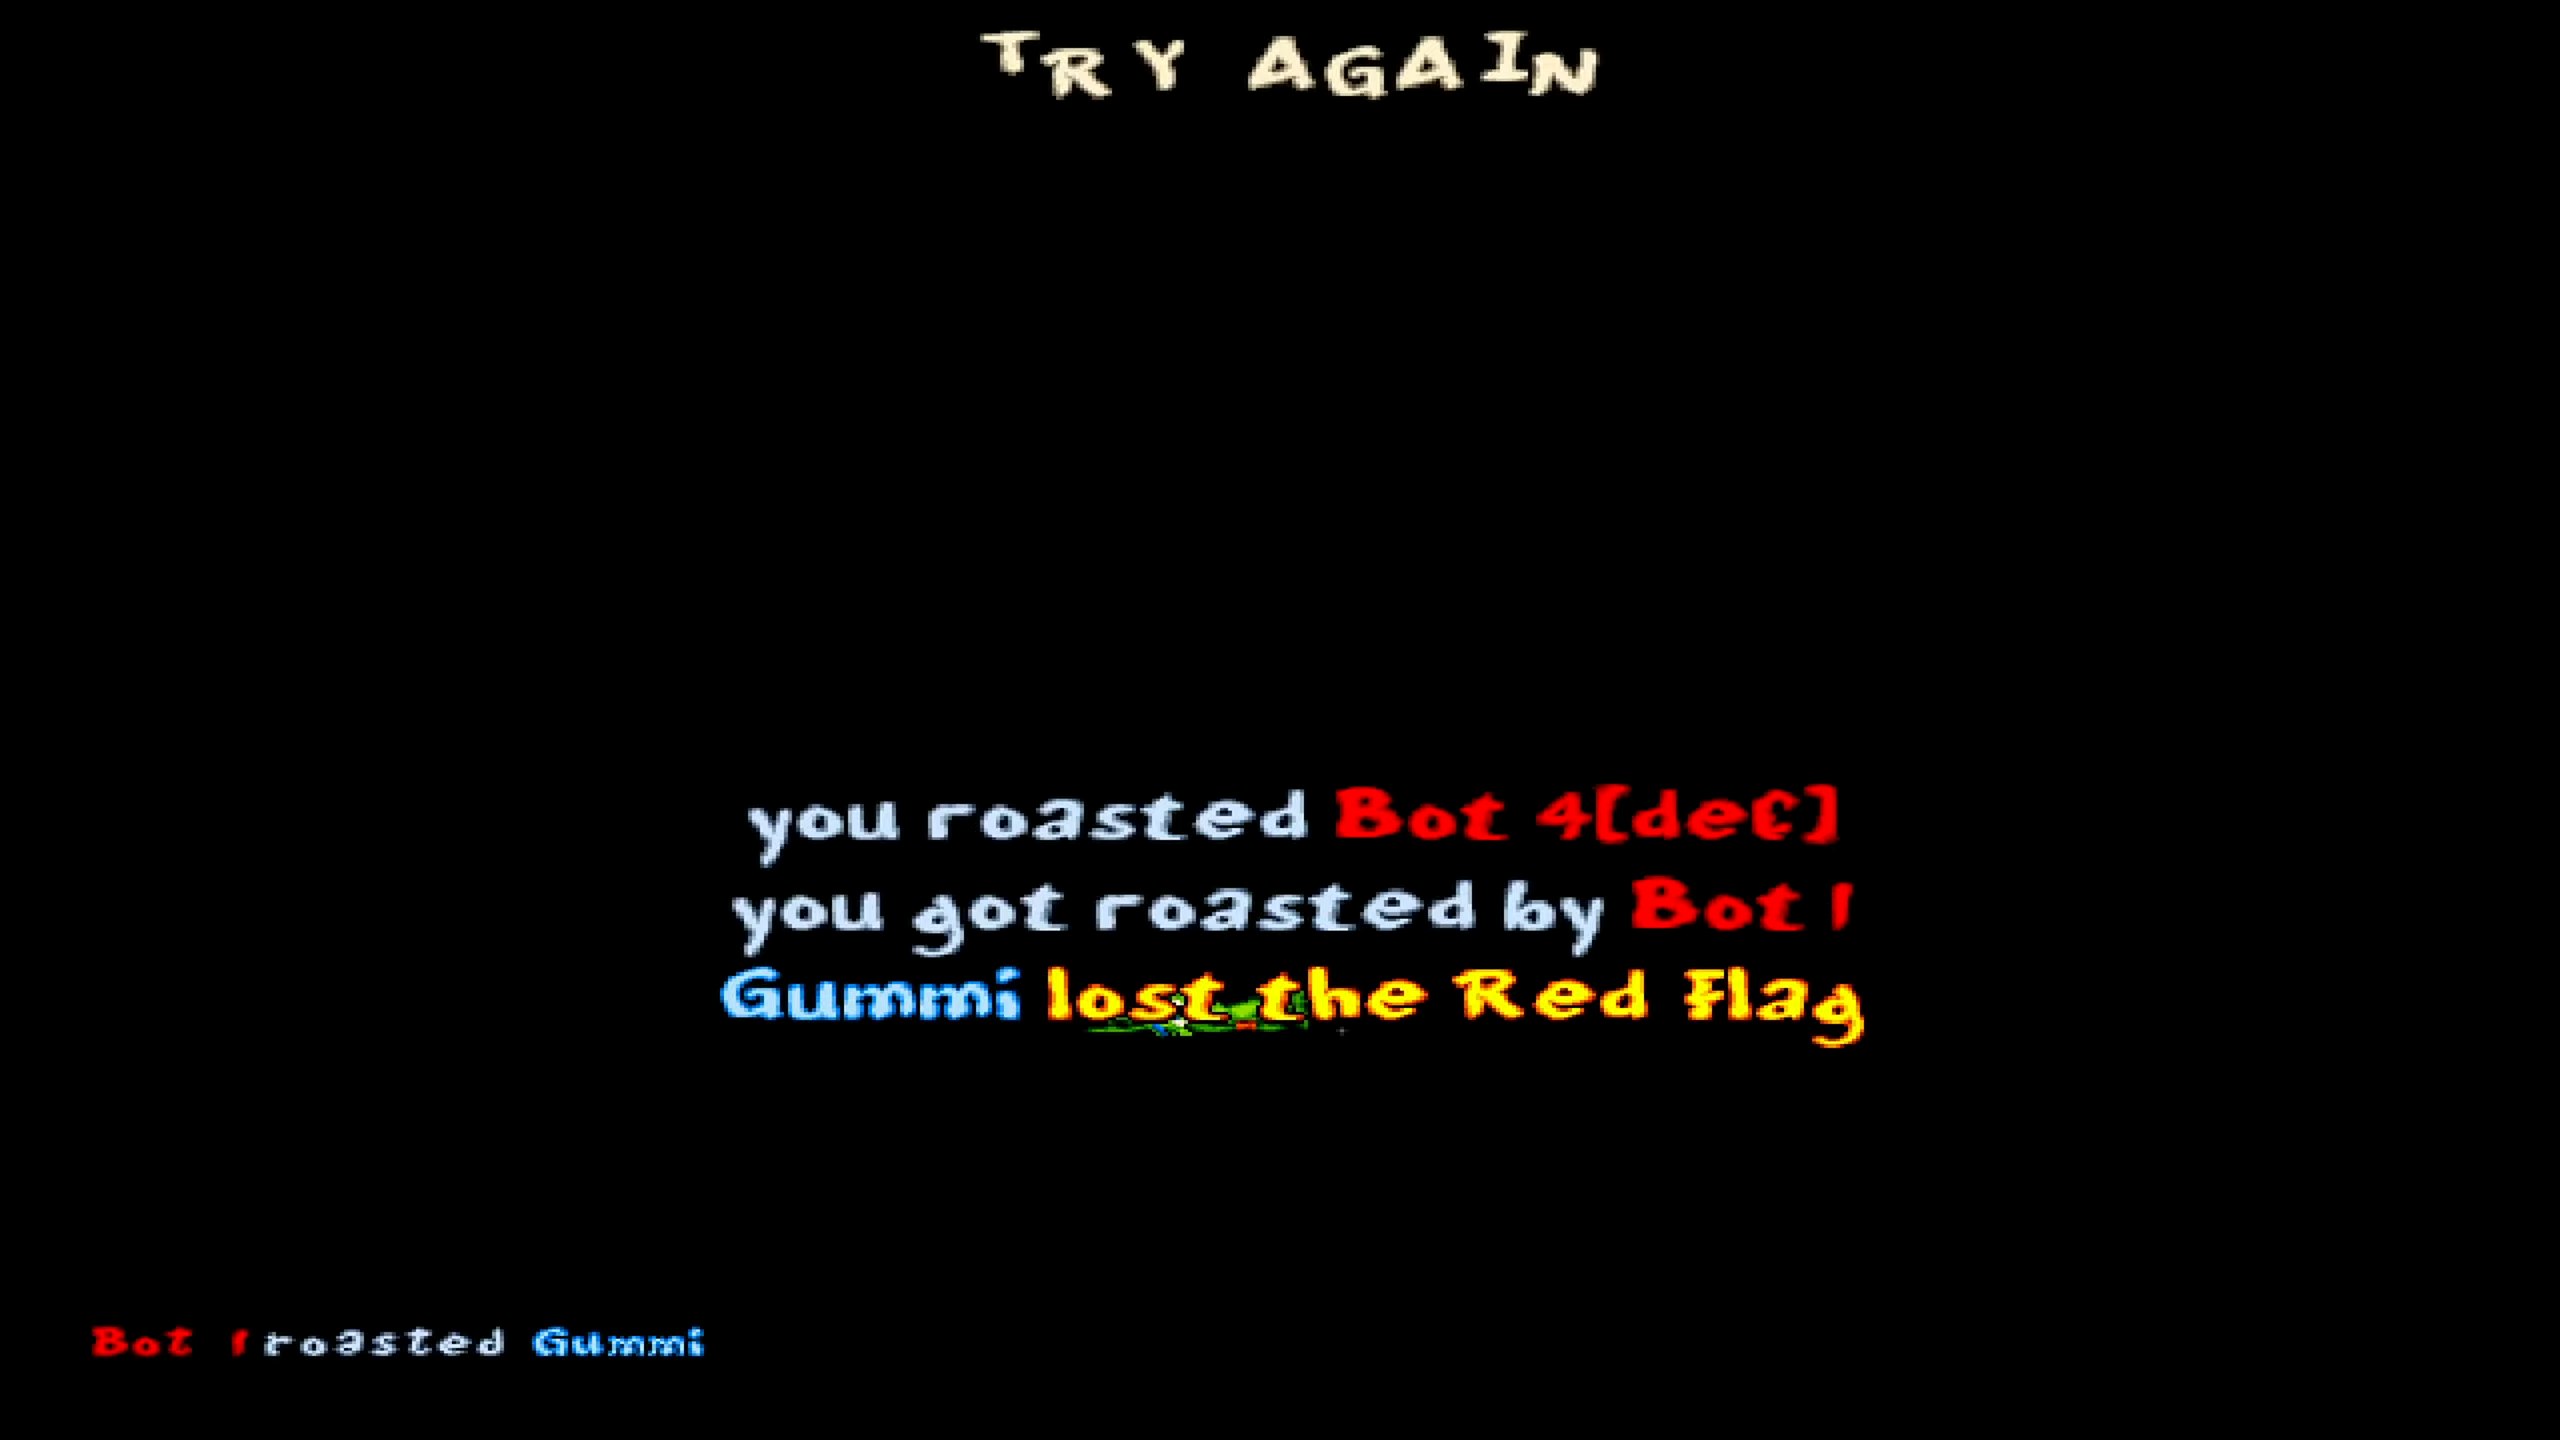 TRY AGAIN
you roasted Bot 4[def]
you got roasted by Bot 1
Gummi lost the Red Flag
Bot 1 roasted Gummi